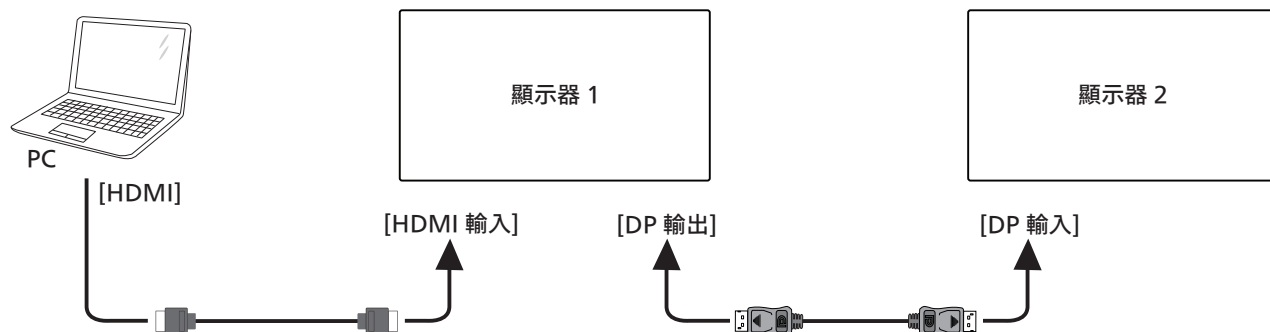 顯示器 1
顯示器 2
PC
[HDMI]
[HDMI 輸入]
[DP 輸出]
[DP 輸入]